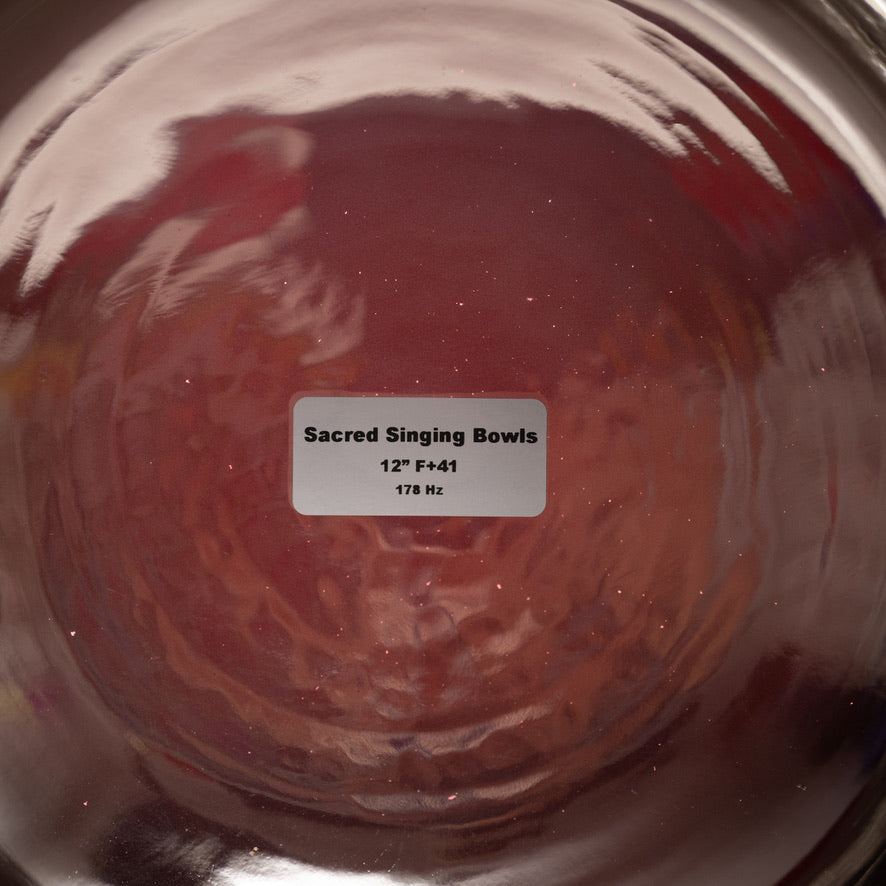 Sacred Singing Bowls
12” F+41
178 Hz